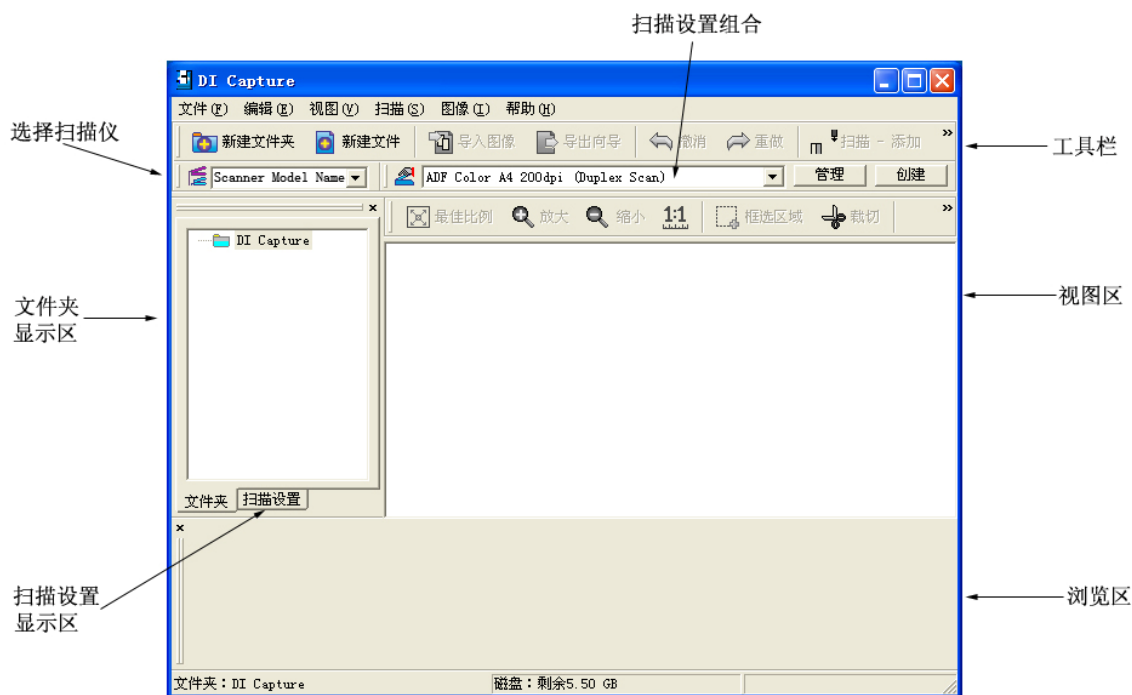 扫描设置组合
DI Capture
文件(F) 编辑(E) 视图(V) 扫描(S) 图像(I) 帮助(H)
选择扫描仪
新建文件夹 新建文件 导入图像 导出向导 撤消 重做 扫描 - 添加 »
工具栏
Scanner Model Name ADF Color A4 200dpi (Duplex Scan) 管理 创建
最佳比例 放大 缩小 1:1 框选区域 裁切 »
DI Capture
文件夹
显示区
视图区
文件夹 扫描设置
扫描设置
显示区
浏览区
文件夹：DI Capture 磁盘：剩余5.50 GB